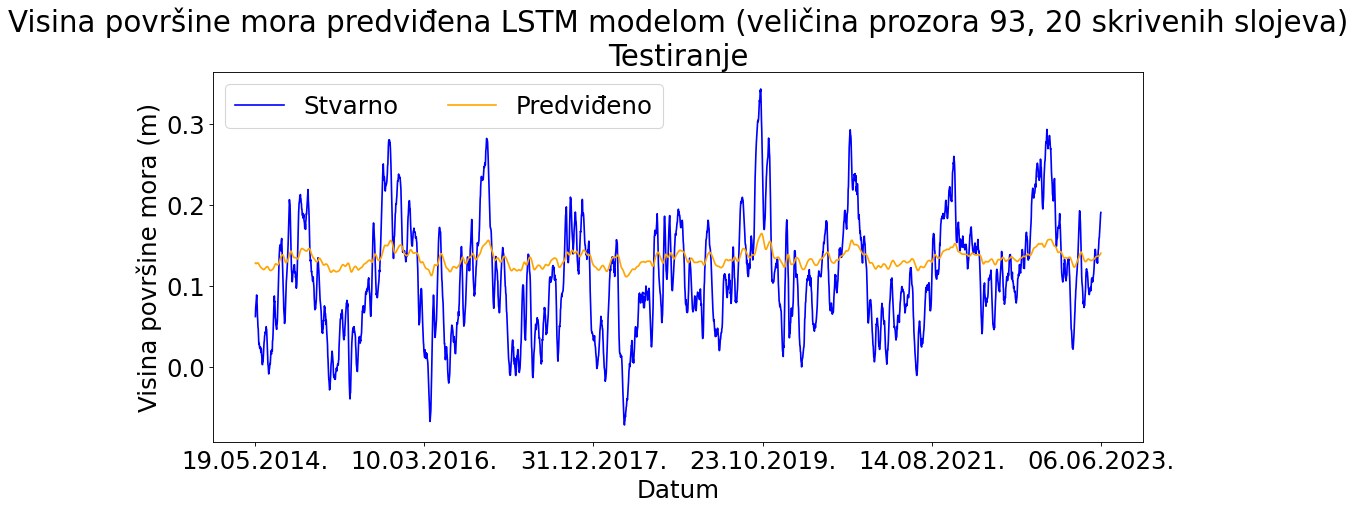 Visina površine mora predviđena LSTM modelom (veličina prozora 93, 20 skrivenih slojeva)
Testiranje
Stvarno Predviđeno
Visina površine mora (m)
0.3
0.2
0.1
0.0
19.05.2014. 10.03.2016. 31.12.2017. 23.10.2019. 14.08.2021. 06.06.2023.
Datum